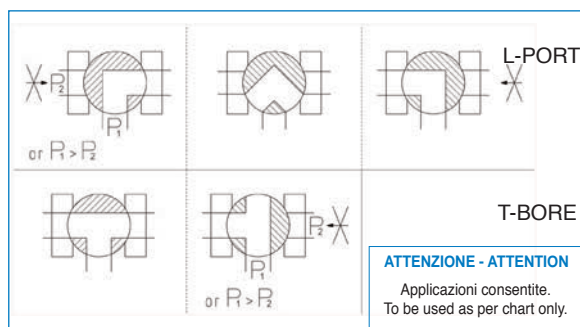 L-PORT
P₂
P₁
or P₁ > P₂
T-BORE
P₂
P₁
or P₁ > P₂
ATTENZIONE - ATTENTION
Applicazioni consentite.
To be used as per chart only.